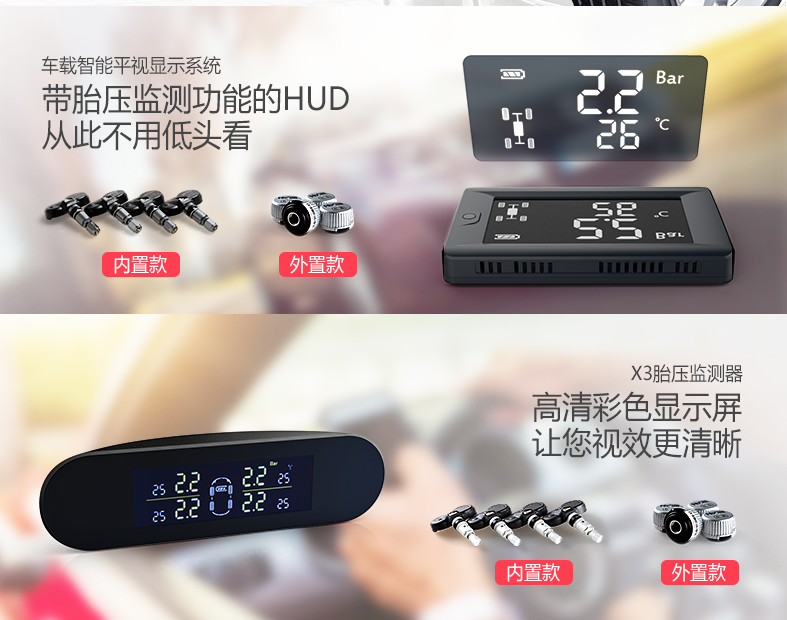 车载智能平视显示系统
带胎压监测功能的HUD
从此不用低头看
内置款
外置款
2.2 Bar
26 °C
X3胎压监测器
高清彩色显示屏
让您视效更清晰
Bar
25 2.2 2.2 25 °C
25 2.2 2.2 25
内置款
外置款